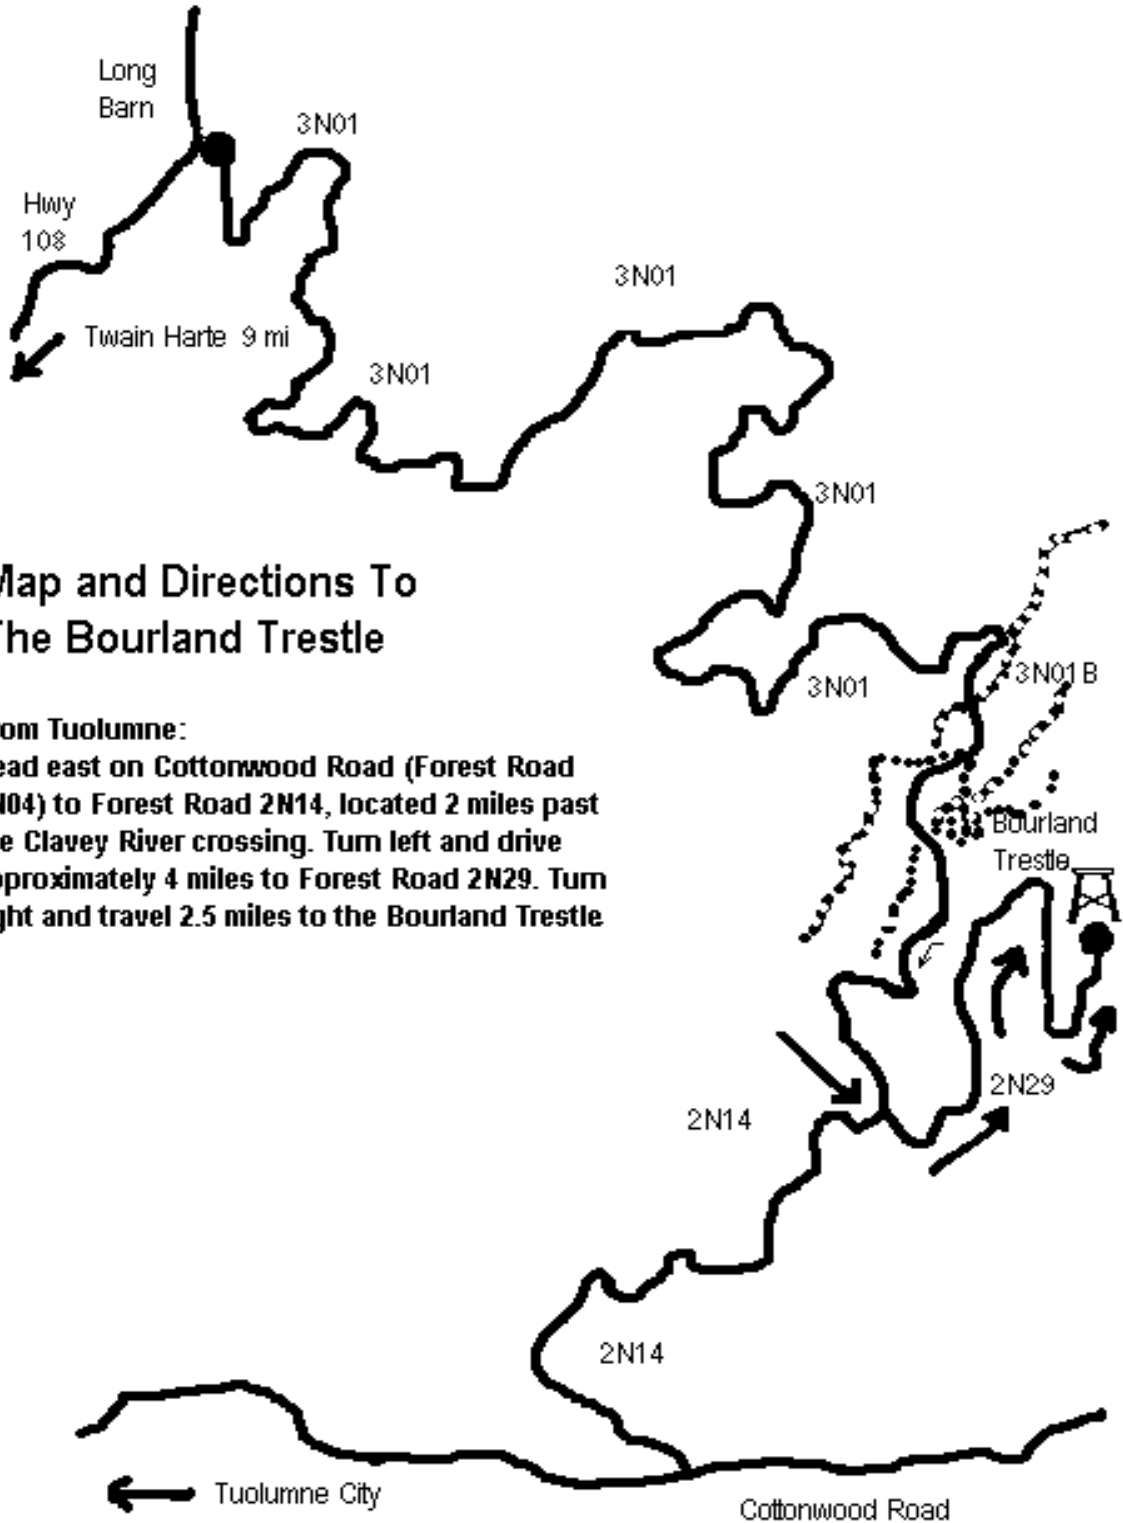 Long
Barn
3N01
Hwy
108
3N01
Twain Harte 9 mi
3N01
3N01
Map and Directions To
The Bourland Trestle
3N01
3N01B
om Tuolumne:
ead east on Cottonwood Road (Forest Road
N04) to Forest Road 2N14, located 2 miles past
e Clavey River crossing. Turn left and drive
pproximately 4 miles to Forest Road 2N29. Turn
ght and travel 2.5 miles to the Bourland Trestle
Bourland
Trestle
2N29
2N14
2N14
Tuolumne City
Cottonwood Road